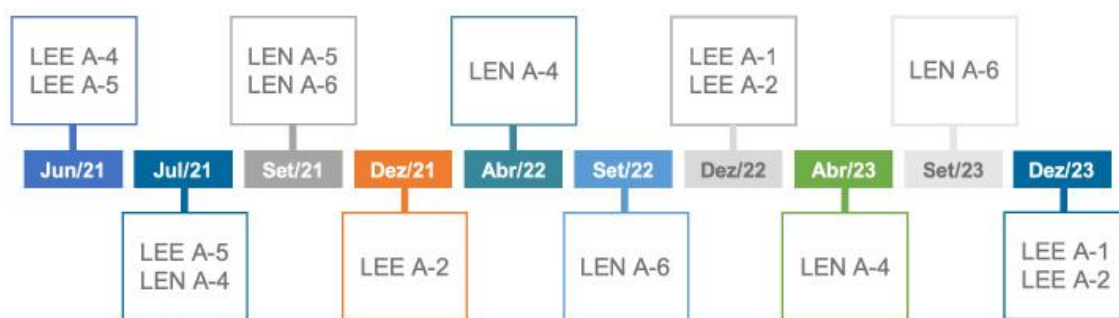 LEE A-4
LEE A-5
LEN A-5
LEN A-6
LEN A-4
LEE A-1
LEE A-2
LEN A-6
Jun/21
Jul/21
Set/21
Dez/21
Abr/22
Set/22
Dez/22
Abr/23
Set/23
Dez/23
LEE A-5
LEN A-4
LEE A-2
LEN A-6
LEN A-4
LEE A-1
LEE A-2